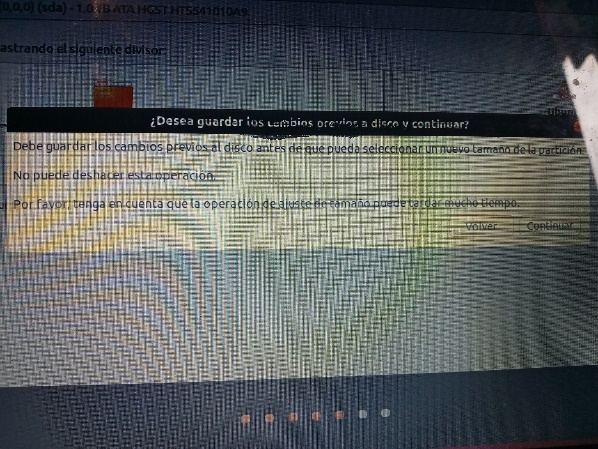 (0,0,0) (sda) - 1.0 TB ATA HGST HTS541010A9
astrando el siguiente divisor:
¿Desea guardar los cambios previos a disco y continuar?
Debe guardar los cambios previos al disco antes de que pueda seleccionar un nuevo tamaño de la partición.
No puede deshacer esta operación.
Por favor, tenga en cuenta que la operación de ajuste de tamaño puede tardar mucho tiempo.
Volver
Continuar